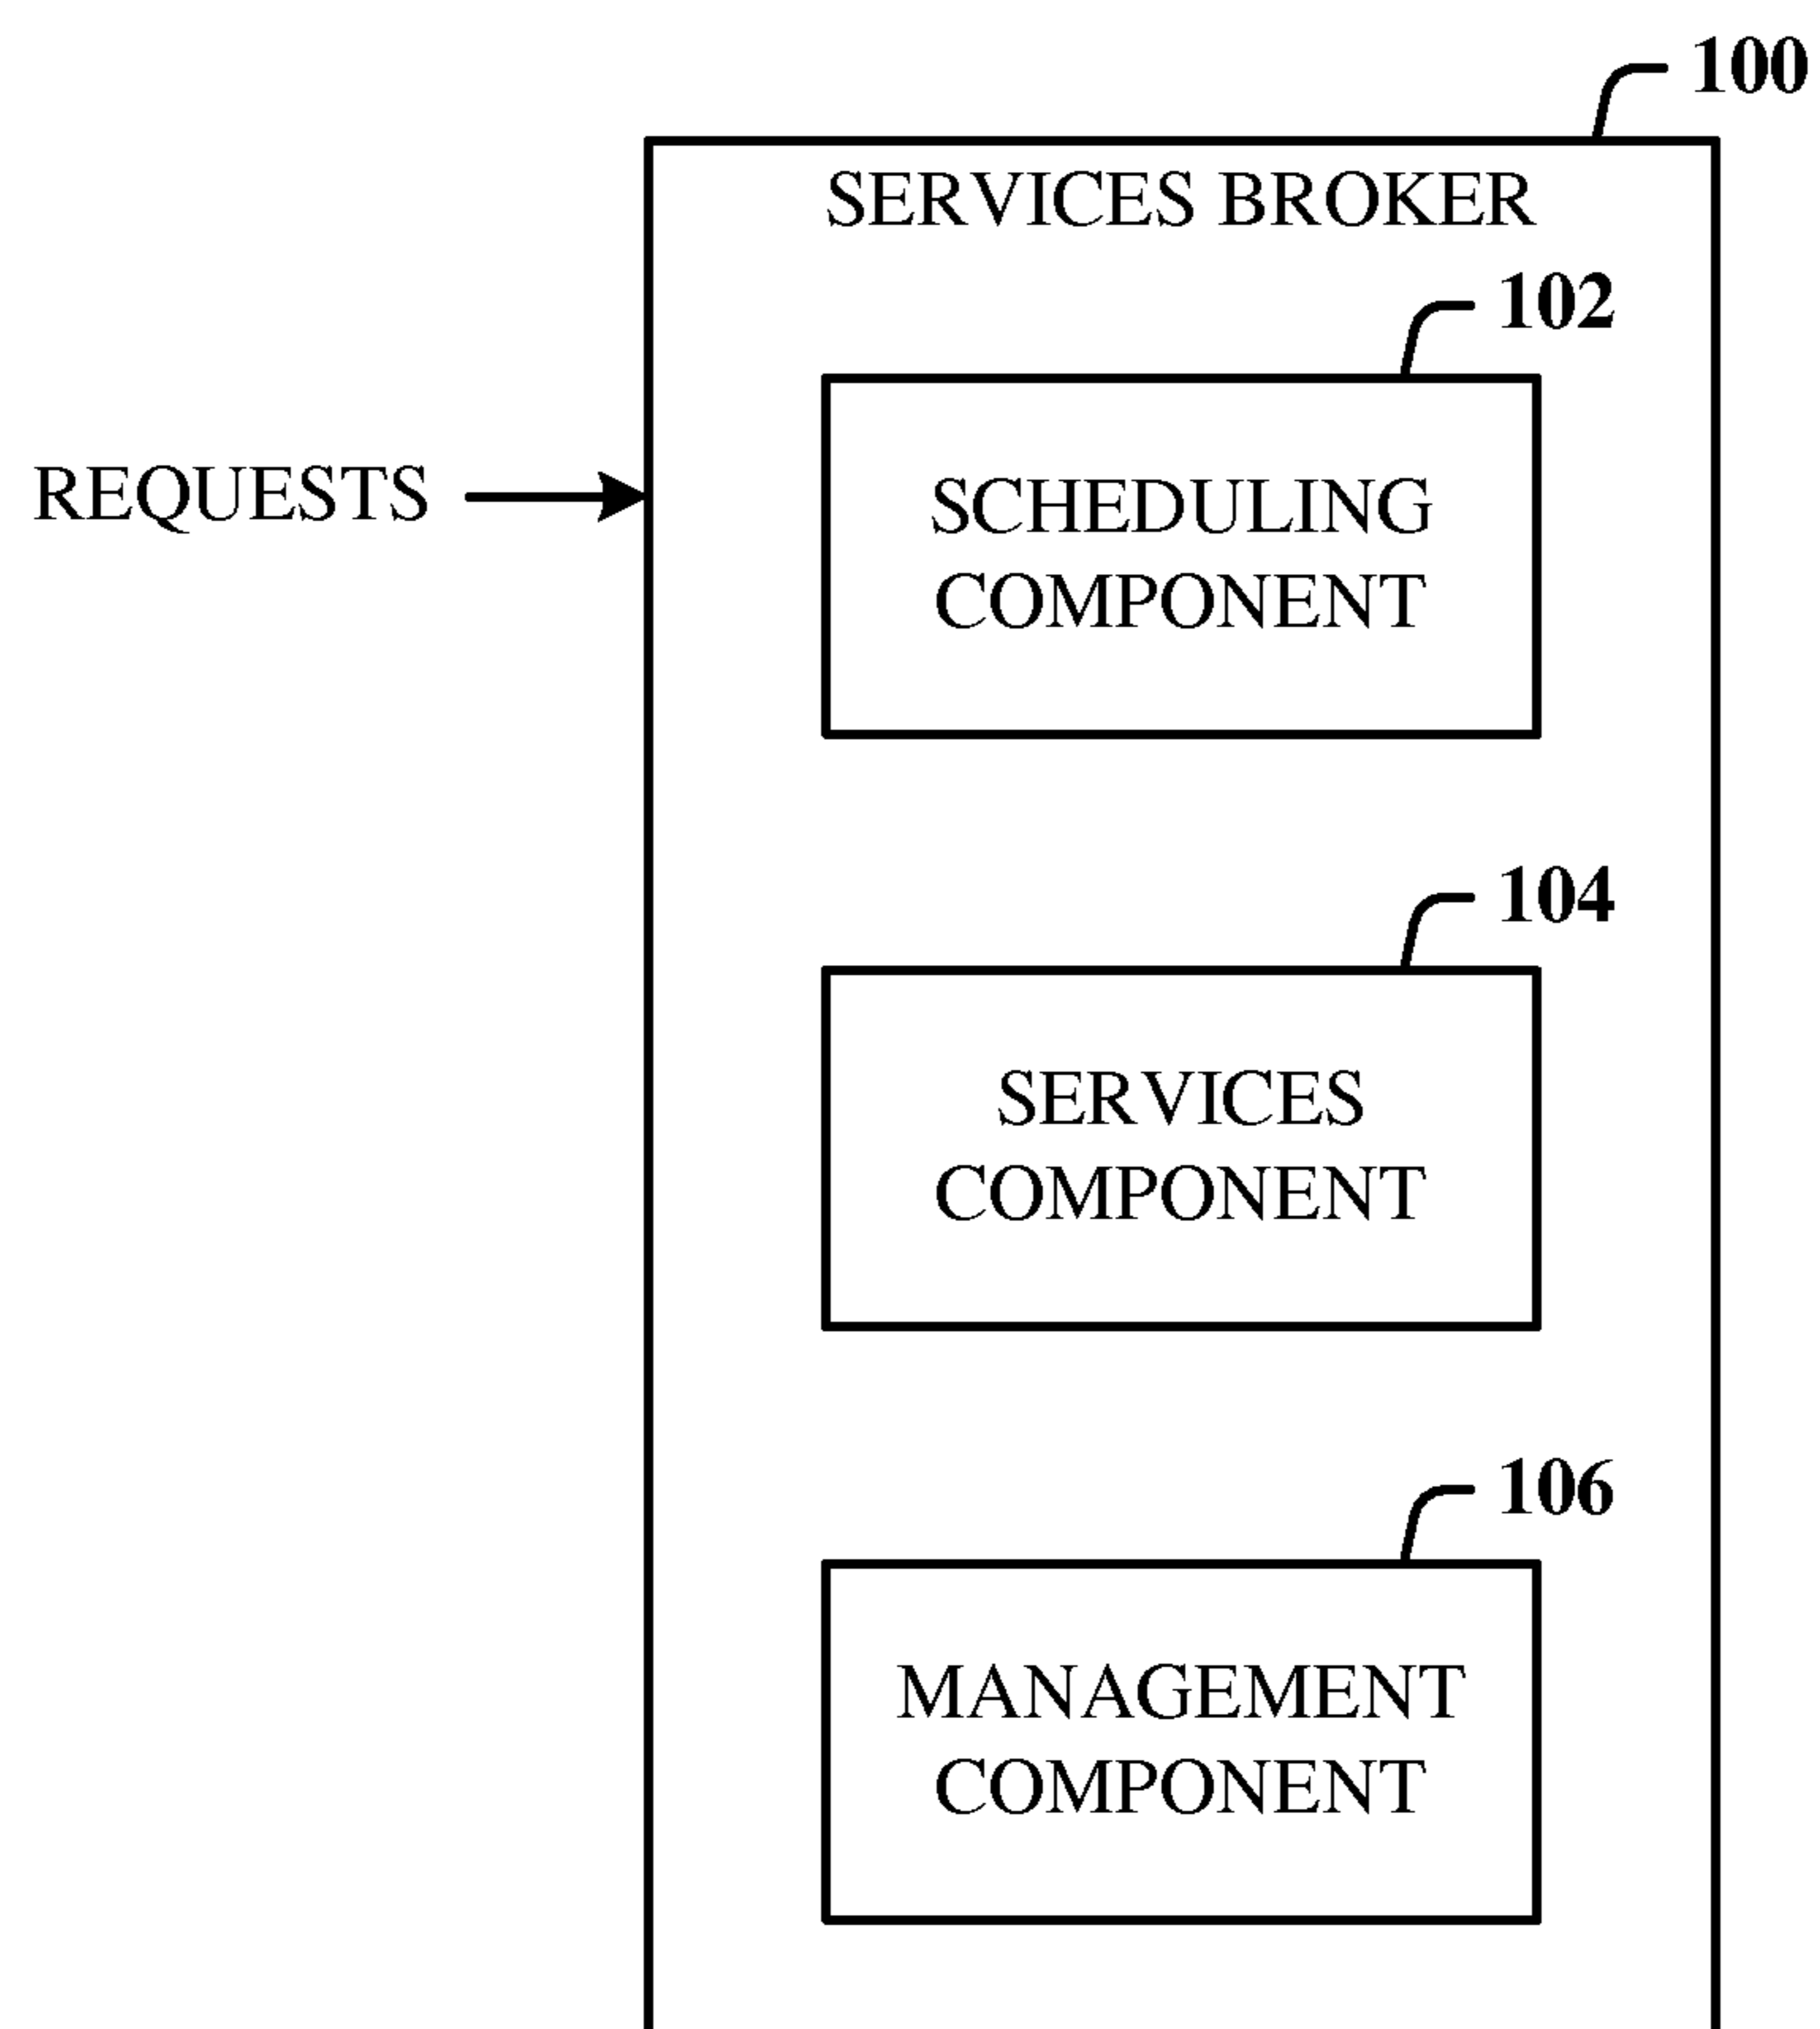 100
SERVICES BROKER
102
REQUESTS
SCHEDULING
COMPONENT
104
SERVICES
COMPONENT
106
MANAGEMENT
COMPONENT